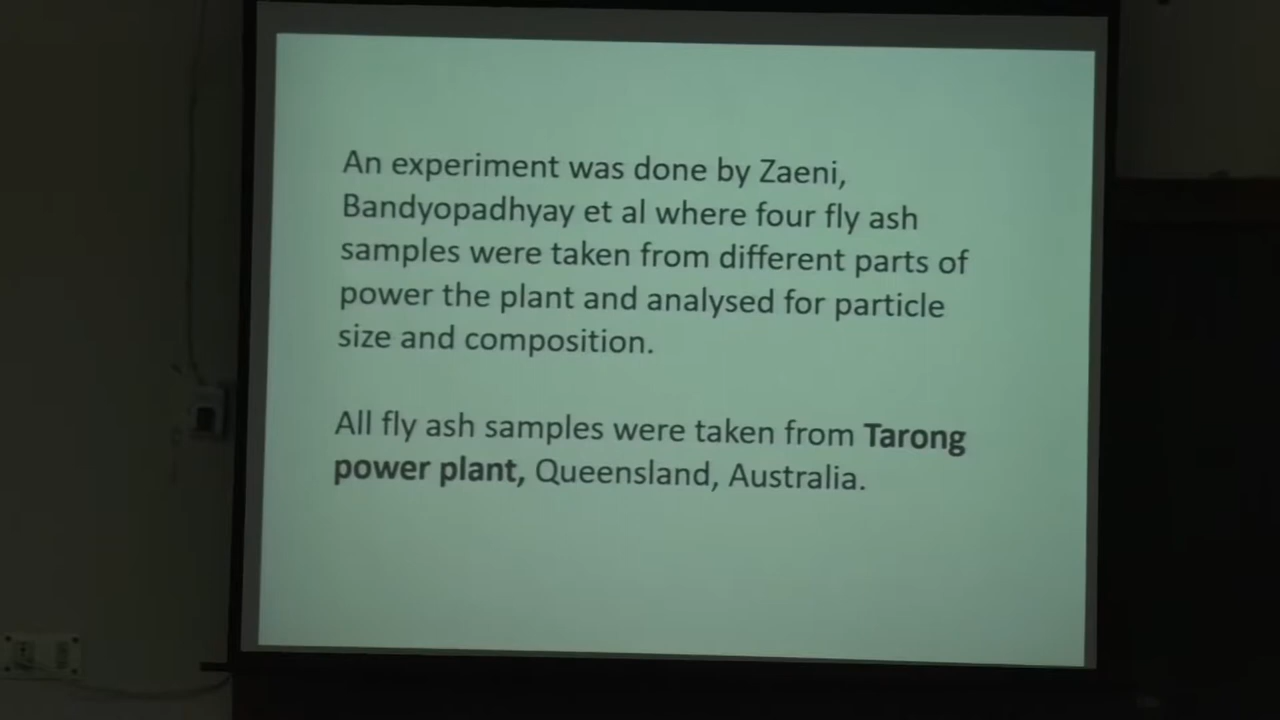 An experiment was done by Zaeni,
Bandyopadhyay et al where four fly ash
samples were taken from different parts of
power the plant and analysed for particle
size and composition.
All fly ash samples were taken from Tarong
power plant, Queensland, Australia.